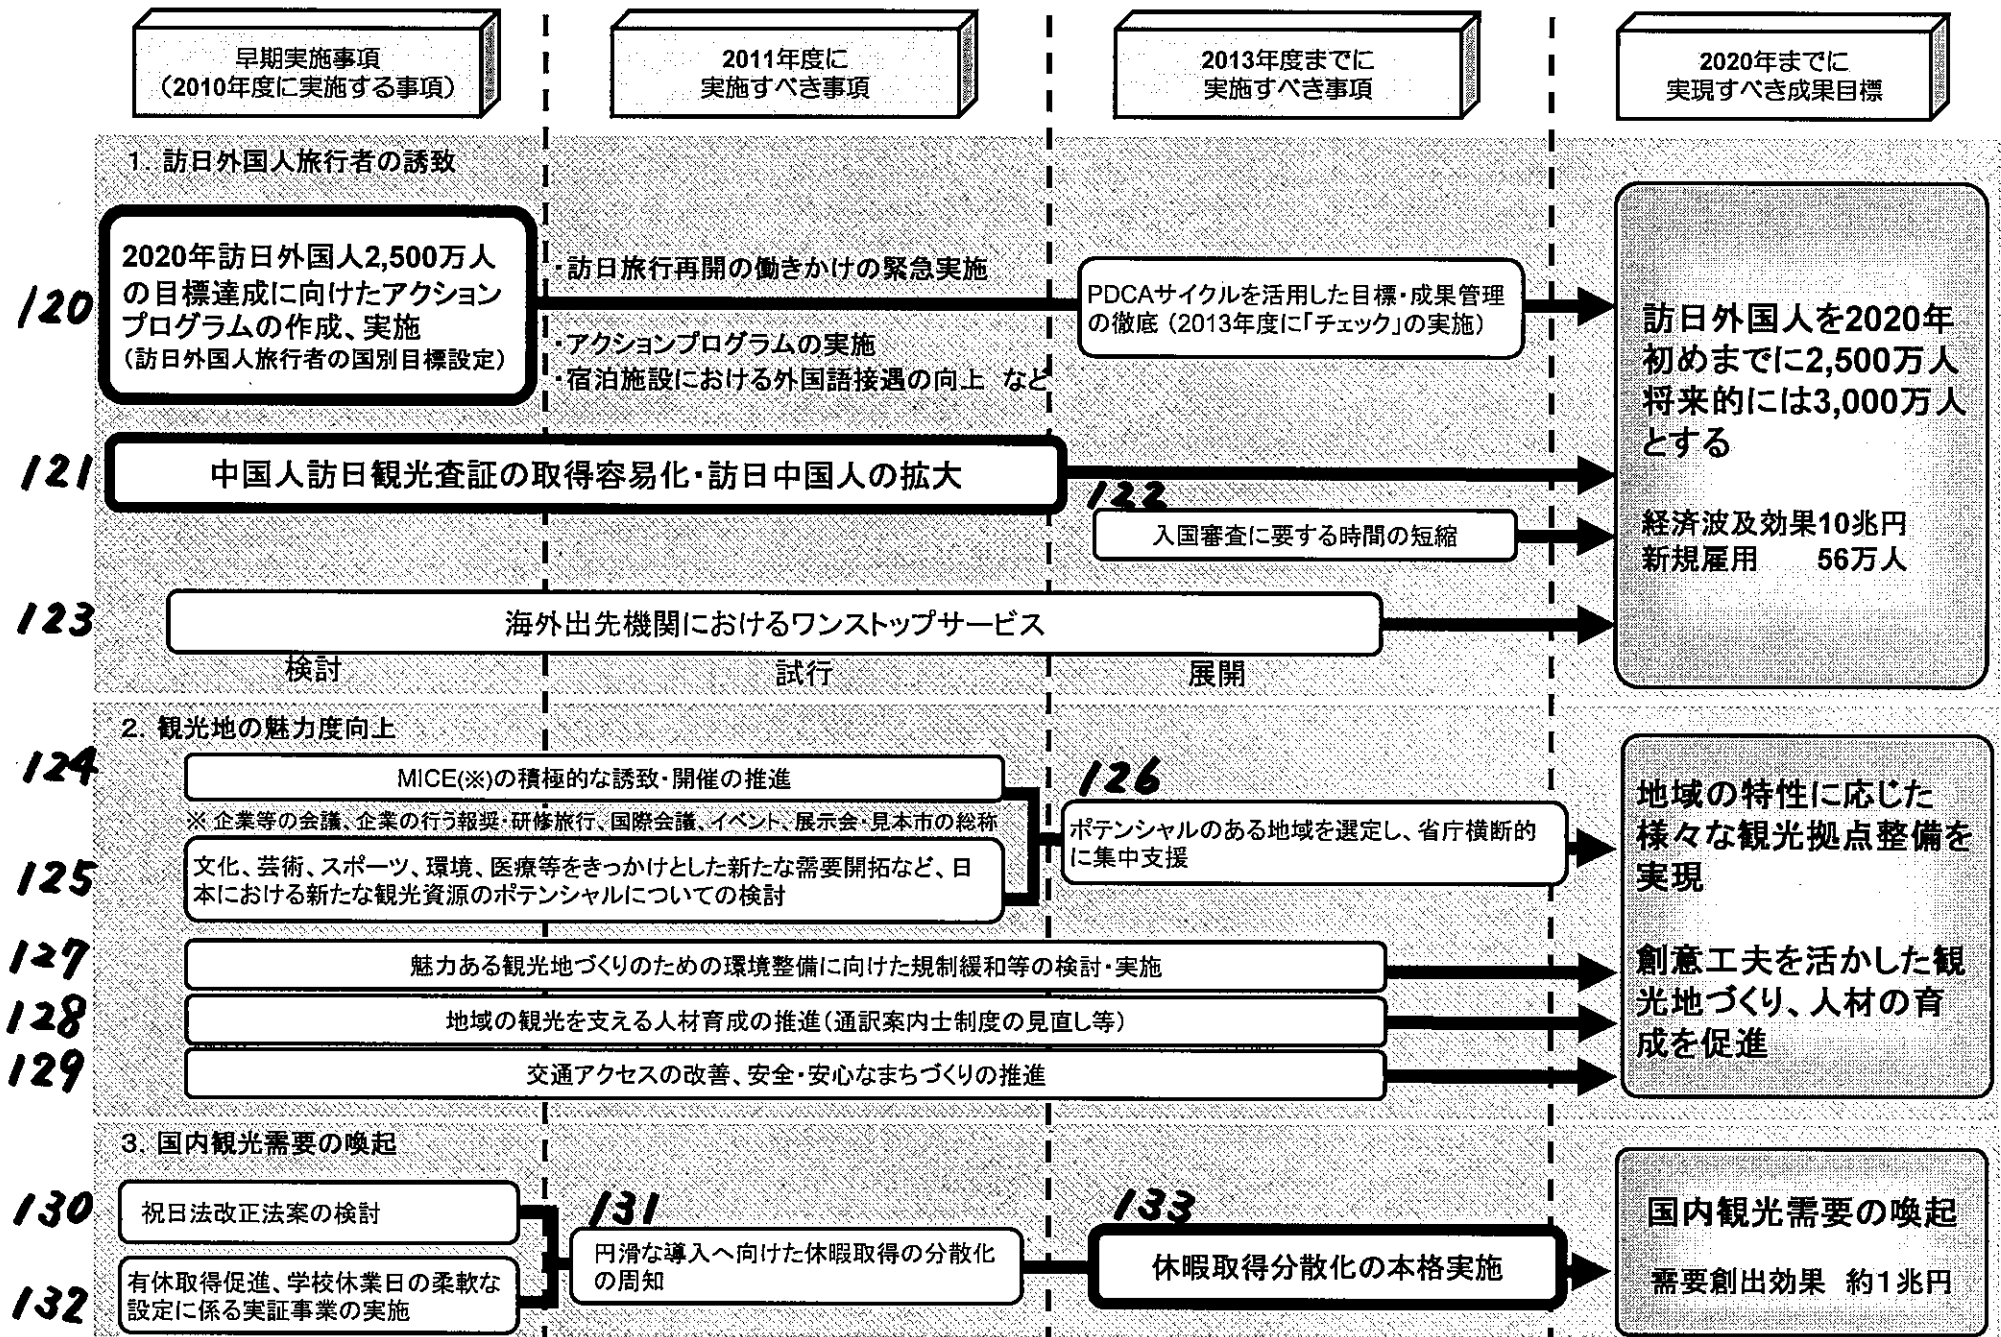 早期実施事項
（2010年度に実施する事項）
2011年度に
実施すべき事項
2013年度までに
実施すべき事項
2020年までに
実現すべき成果目標
1. 訪日外国人旅行者の誘致
120
2020年訪日外国人2,500万人
の目標達成に向けたアクション
プログラムの作成、実施
（訪日外国人旅行者の国別目標設定）
・訪日旅行再開の働きかけの緊急実施
・アクションプログラムの実施
・宿泊施設における外国語接遇の向上 など
PDCAサイクルを活用した目標・成果管理
の徹底（2013年度に「チェック」の実施）
訪日外国人を2020年
初めまでに2,500万人
将来的には3,000万人
とする
経済波及効果10兆円
新規雇用 56万人
121
中国人訪日観光査証の取得容易化・訪日中国人の拡大
122
入国審査に要する時間の短縮
123
海外出先機関におけるワンストップサービス
検討
試行
展開
2. 観光地の魅力度向上
124
MICE(※)の積極的な誘致・開催の推進
※ 企業等の会議、企業の行う報奨・研修旅行、国際会議、イベント、展示会・見本市の総称
125
文化、芸術、スポーツ、環境、医療等をきっかけとした新たな需要開拓など、日
本における新たな観光資源のポテンシャルについての検討
126
ポテンシャルのある地域を選定し、省庁横断的
に集中支援
地域の特性に応じた
様々な観光拠点整備を
実現
創意工夫を活かした観
光地づくり、人材の育
成を促進
127
魅力ある観光地づくりのための環境整備に向けた規制緩和等の検討・実施
128
地域の観光を支える人材育成の推進（通訳案内士制度の見直し等）
129
交通アクセスの改善、安全・安心なまちづくりの推進
3. 国内観光需要の喚起
130
祝日法改正法案の検討
131
円滑な導入へ向けた休暇取得の分散化
の周知
132
有休取得促進、学校休業日の柔軟な
設定に係る実証事業の実施
133
休暇取得分散化の本格実施
国内観光需要の喚起
需要創出効果 約1兆円